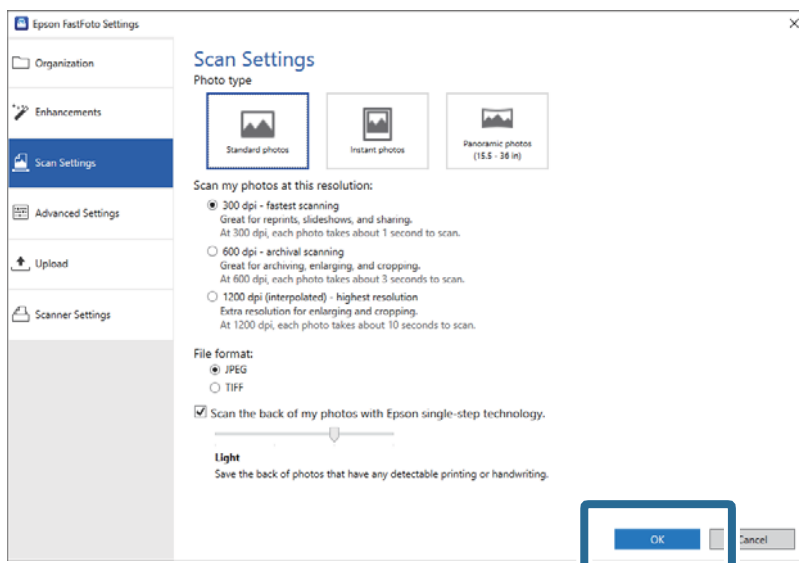 Epson FastFoto Settings
Organization
Enhancements
Scan Settings
Advanced Settings
Upload
Scanner Settings
Scan Settings
Photo type
Standard photos
Instant photos
Panoramic photos
(15.5 - 36 in)
Scan my photos at this resolution:
300 dpi - fastest scanning
Great for reprints, slideshows, and sharing.
At 300 dpi, each photo takes about 1 second to scan.
600 dpi - archival scanning
Great for archiving, enlarging, and cropping.
At 600 dpi, each photo takes about 3 seconds to scan.
1200 dpi (interpolated) - highest resolution
Extra resolution for enlarging and cropping.
At 1200 dpi, each photo takes about 10 seconds to scan.
File format:
JPEG
TIFF
Scan the back of my photos with Epson single-step technology.
Light
Save the back of photos that have any detectable printing or handwriting.
OK
Cancel